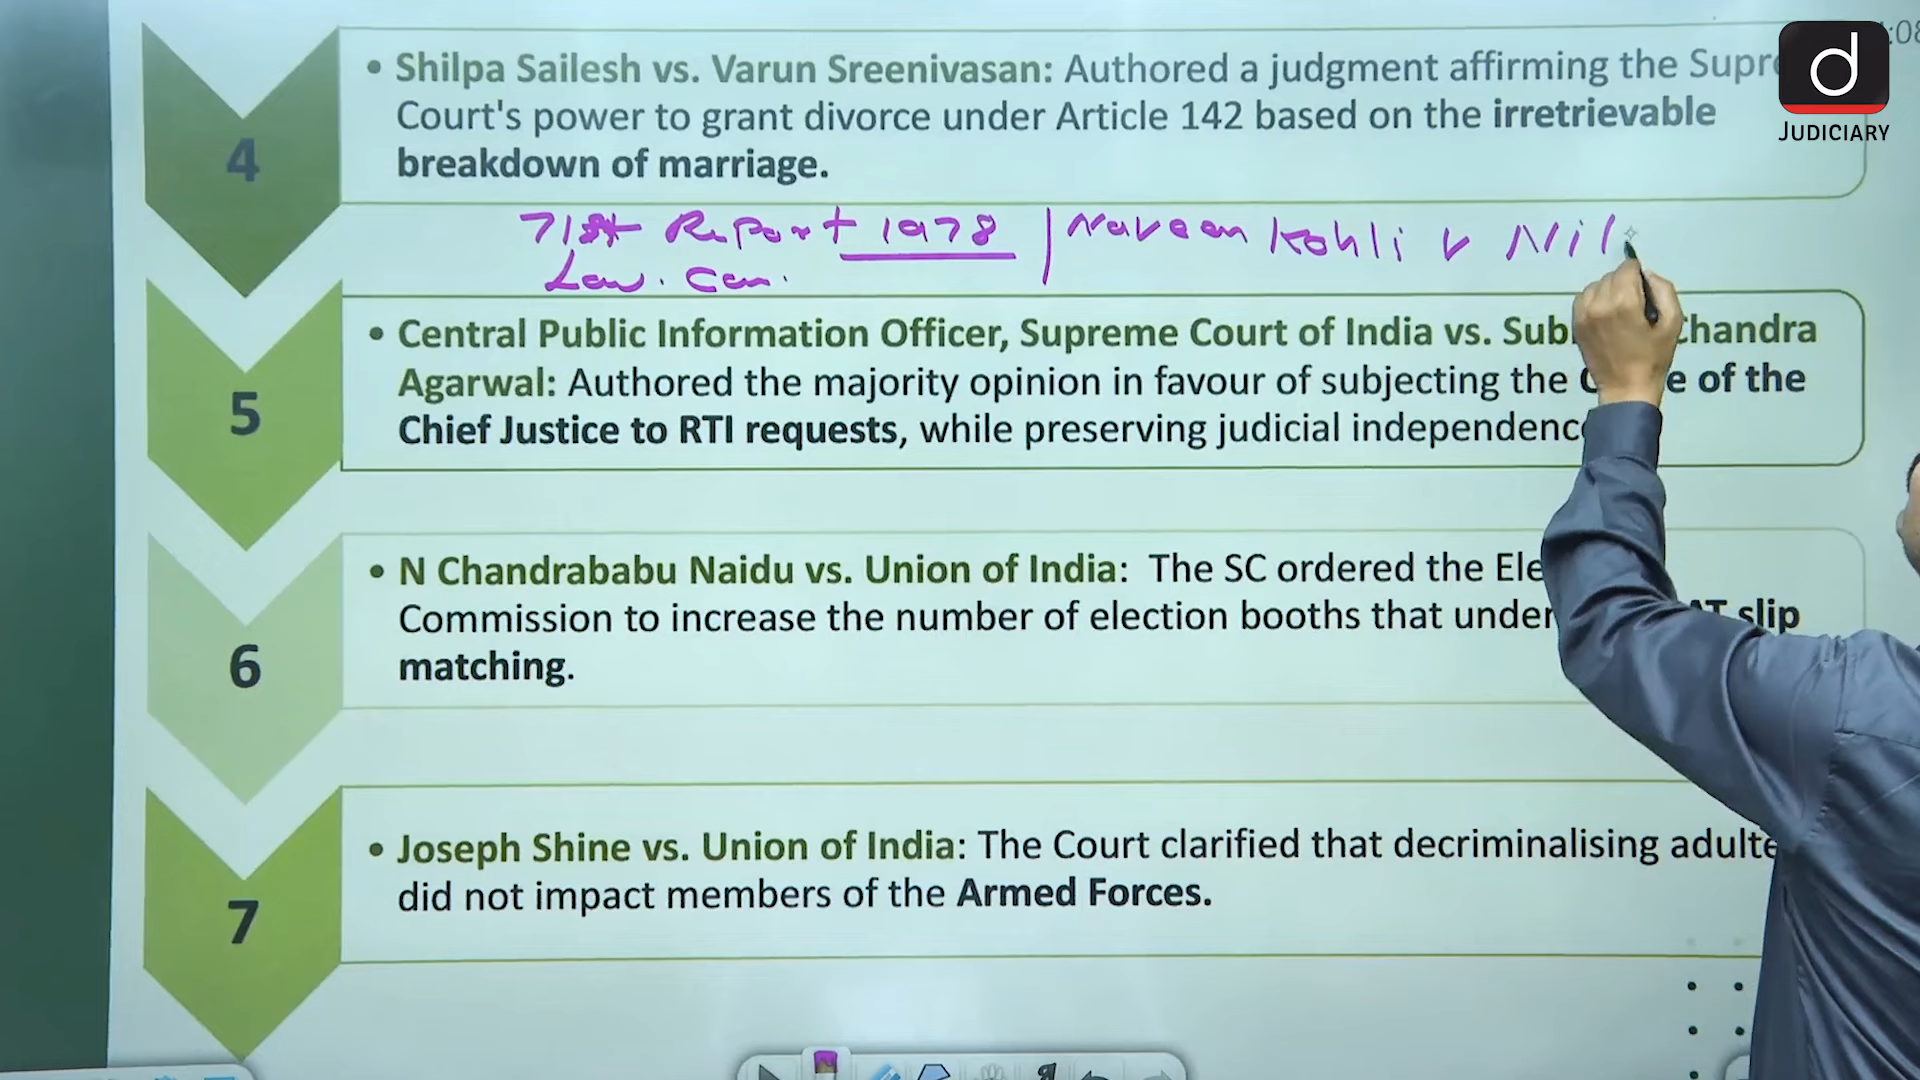 :08
• Shilpa Sailesh vs. Varun Sreenivasan: Authored a judgment affirming the Supre
Court's power to grant divorce under Article 142 based on the irretrievable
4
breakdown of marriage.
d
JUDICIARY
71st Report 1978 | Naveen Kohli v Nil
Law. Com.
• Central Public Information Officer, Supreme Court of India vs. Sub Chandra
Agarwal: Authored the majority opinion in favour of subjecting the e of the
5
Chief Justice to RTI requests, while preserving judicial independenc
• N Chandrababu Naidu vs. Union of India: The SC ordered the Ele
Commission to increase the number of election booths that under AT slip
6
matching.
• Joseph Shine vs. Union of India: The Court clarified that decriminalising adulte
7
did not impact members of the Armed Forces.